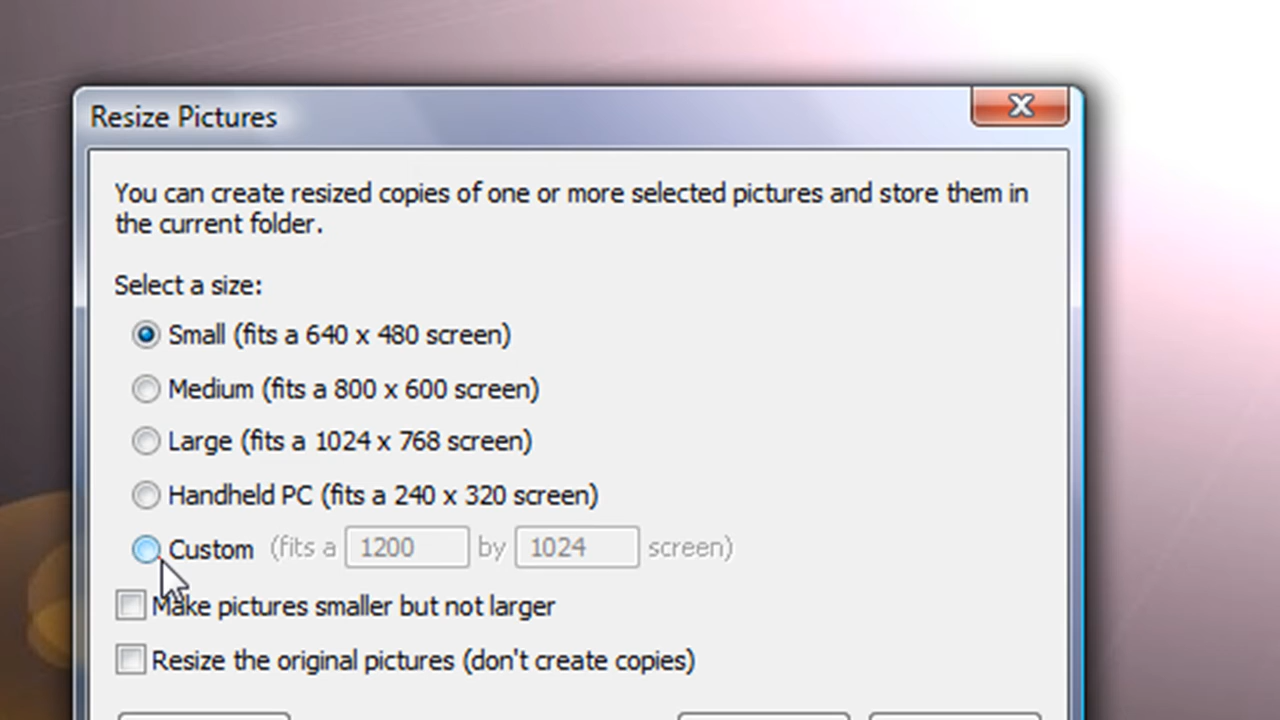 Resize Pictures
You can create resized copies of one or more selected pictures and store them in
the current folder.
Select a size:
Small (fits a 640 x 480 screen)
Medium (fits a 800 x 600 screen)
Large (fits a 1024 x 768 screen)
Handheld PC (fits a 240 x 320 screen)
Custom (fits a 1200 by 1024 screen)
Make pictures smaller but not larger
Resize the original pictures (don't create copies)